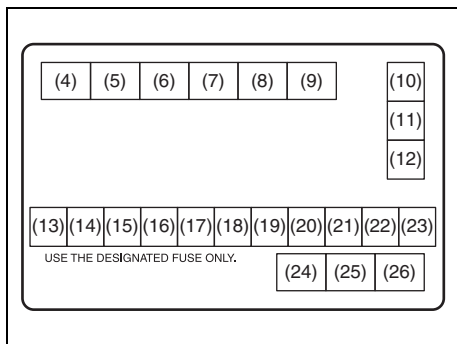 (4) (5) (6) (7) (8) (9) (10)
(11)
(12)
(13) (14) (15) (16) (17) (18) (19) (20) (21) (22) (23)
USE THE DESIGNATED FUSE ONLY.
(24) (25) (26)